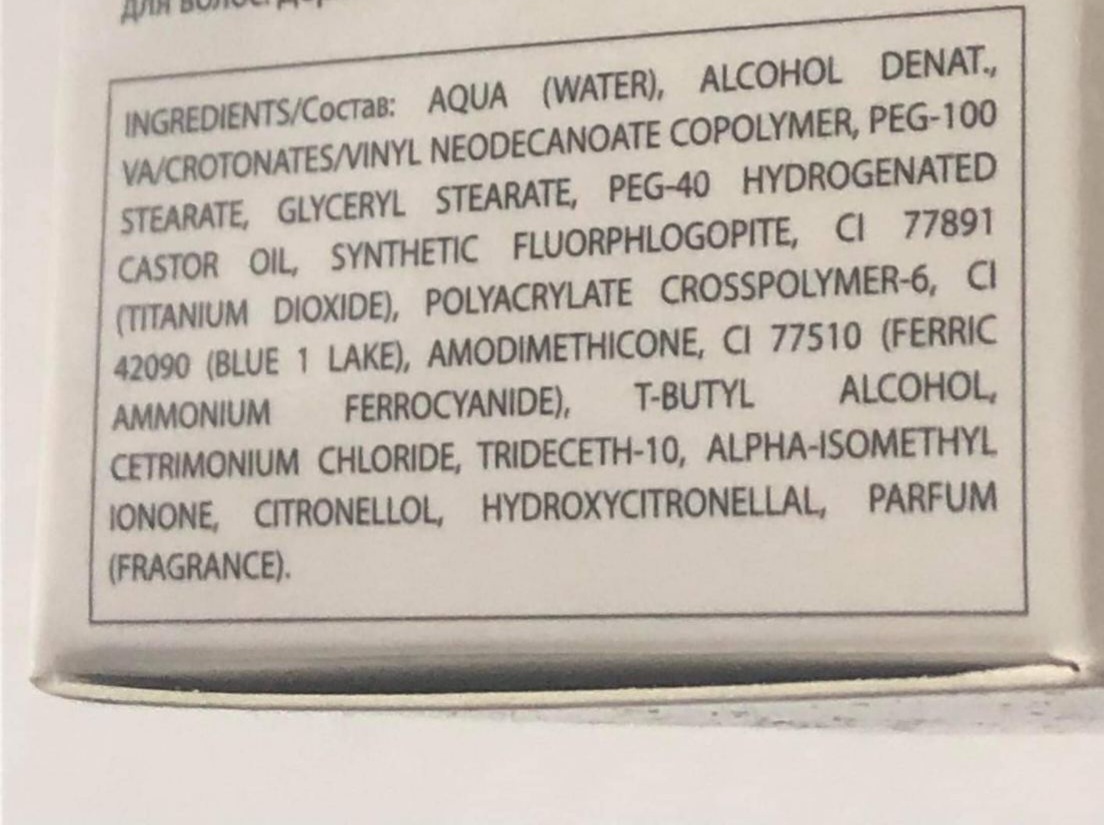 для волос.
INGREDIENTS/Состав: AQUA (WATER), ALCOHOL DENAT.,
VA/CROTONATES/VINYL NEODECANOATE COPOLYMER, PEG-100
STEARATE, GLYCERYL STEARATE, PEG-40 HYDROGENATED
CASTOR OIL, SYNTHETIC FLUORPHLOGOPITE, CI 77891
(TITANIUM DIOXIDE), POLYACRYLATE CROSSPOLYMER-6, CI
42090 (BLUE 1 LAKE), AMODIMETHICONE, CI 77510 (FERRIC
AMMONIUM FERROCYANIDE), T-BUTYL ALCOHOL,
CETRIMONIUM CHLORIDE, TRIDECETH-10, ALPHA-ISOMETHYL
IONONE, CITRONELLOL, HYDROXYCITRONELLAL, PARFUM
(FRAGRANCE).